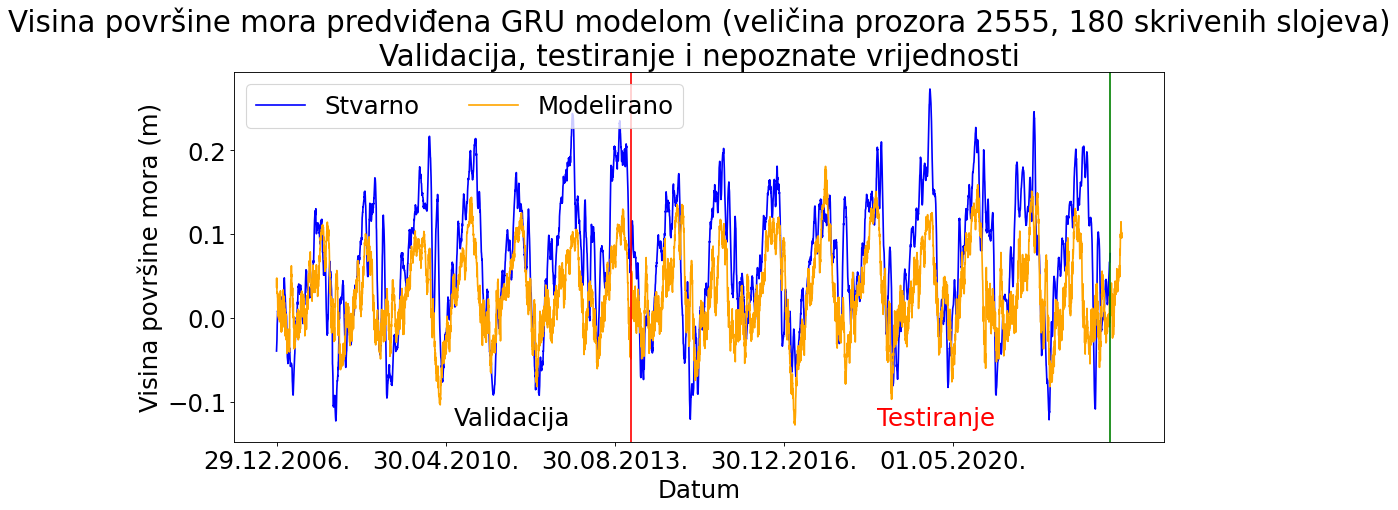 Visina površine mora predviđena GRU modelom (veličina prozora 2555, 180 skrivenih slojeva)
Validacija, testiranje i nepoznate vrijednosti
Stvarno Modelirano
Visina površine mora (m)
0.2
0.1
0.0
−0.1
Validacija Testiranje
29.12.2006. 30.04.2010. 30.08.2013. 30.12.2016. 01.05.2020.
Datum